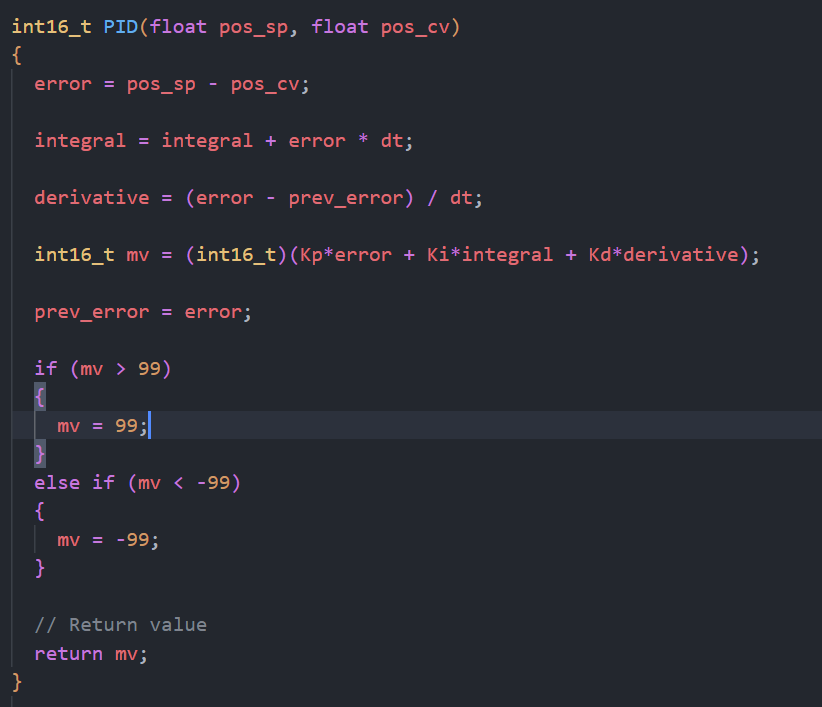 int16_t PID(float pos_sp, float pos_cv)
{
  error = pos_sp - pos_cv;

  integral = integral + error * dt;

  derivative = (error - prev_error) / dt;

  int16_t mv = (int16_t)(Kp*error + Ki*integral + Kd*derivative);

  prev_error = error;

  if (mv > 99)
  {
    mv = 99;
  }
  else if (mv < -99)
  {
    mv = -99;
  }

  // Return value
  return mv;
}